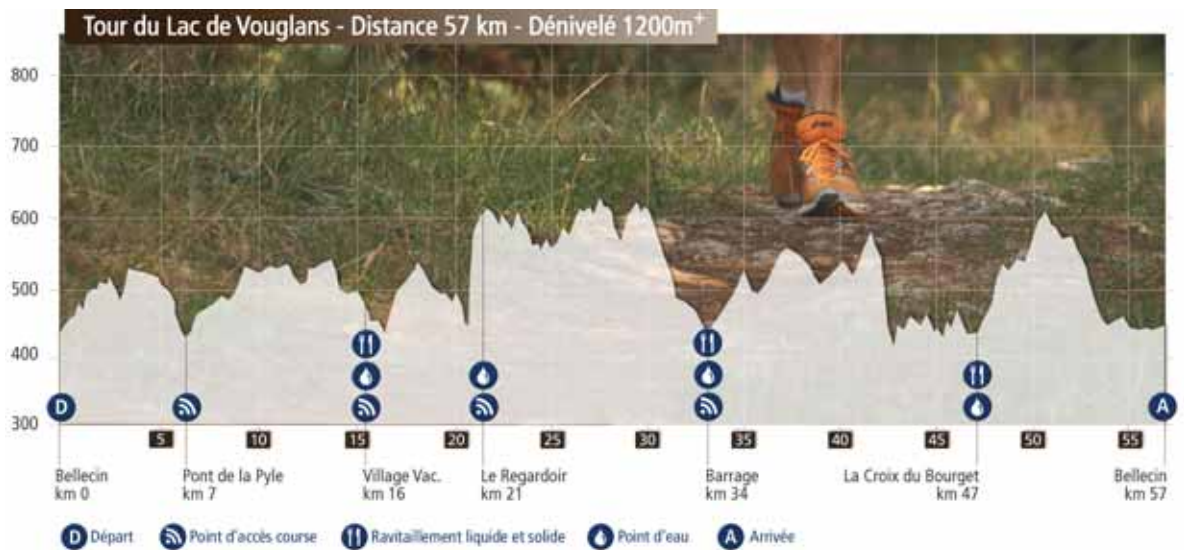 Tour du Lac de Vouglans - Distance 57 km - Dénivelé 1200m+
800
700
600
500
400
300
D
A
5
10
15
20
25
30
35
40
45
50
55
Bellecin
km 0
Pont de la Pyle
km 7
Village Vac.
km 16
Le Regardoir
km 21
Barrage
km 34
La Croix du Bourget
km 47
Bellecin
km 57
D Départ
Point d'accès course
Ravitaillement liquide et solide
Point d'eau
A Arrivée